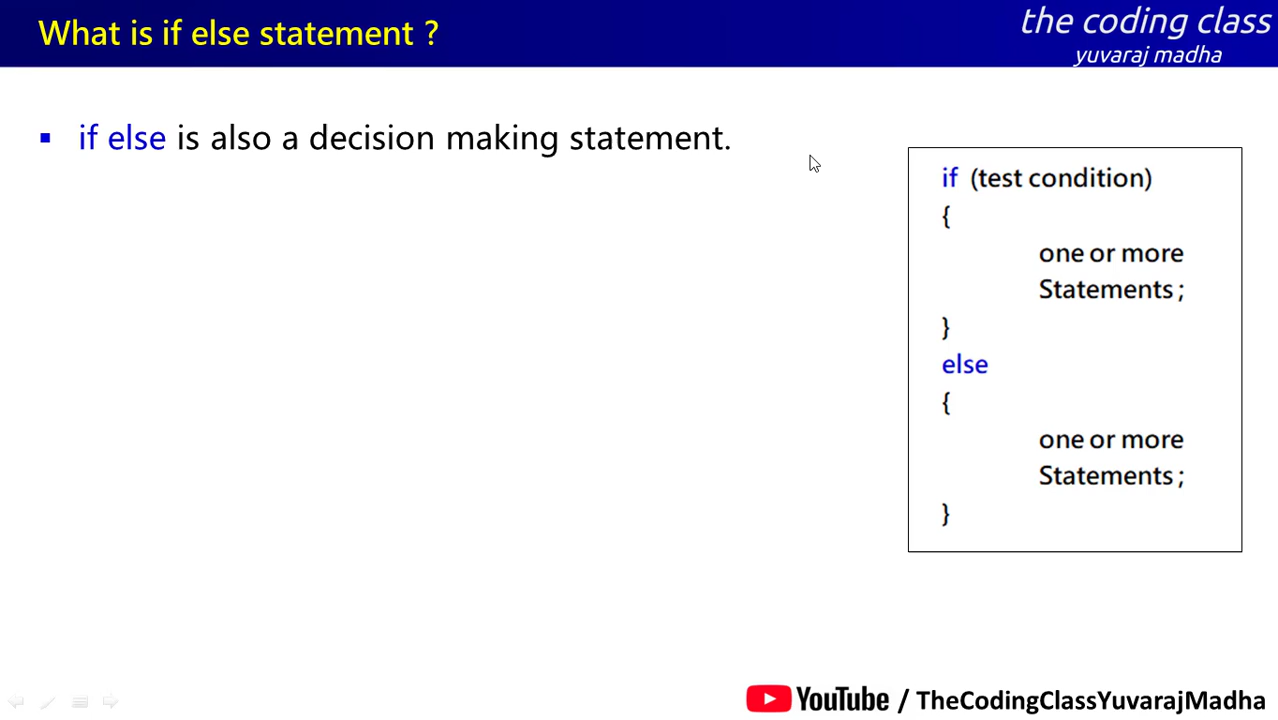 What is if else statement ?
the coding class
yuvaraj madha
if else is also a decision making statement.
if (test condition)
{
one or more
Statements ;
}
else
{
one or more
Statements ;
}
YouTube / TheCodingClassYuvarajMadha